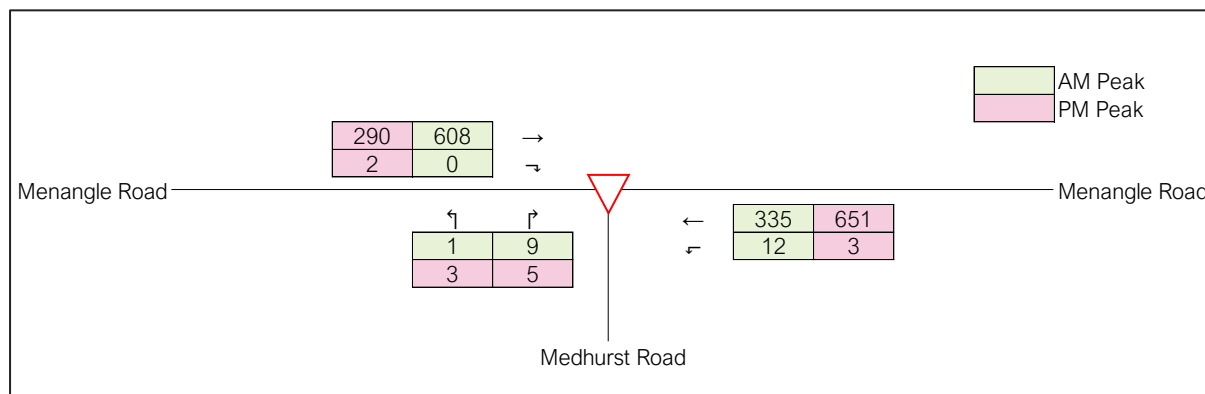 AM Peak
PM Peak
290 608 →
2 0 ⬎
Menangle Road
Menangle Road
↰ ↱
1 9
3 5
← 335 651
⬐ 12 3
Medhurst Road